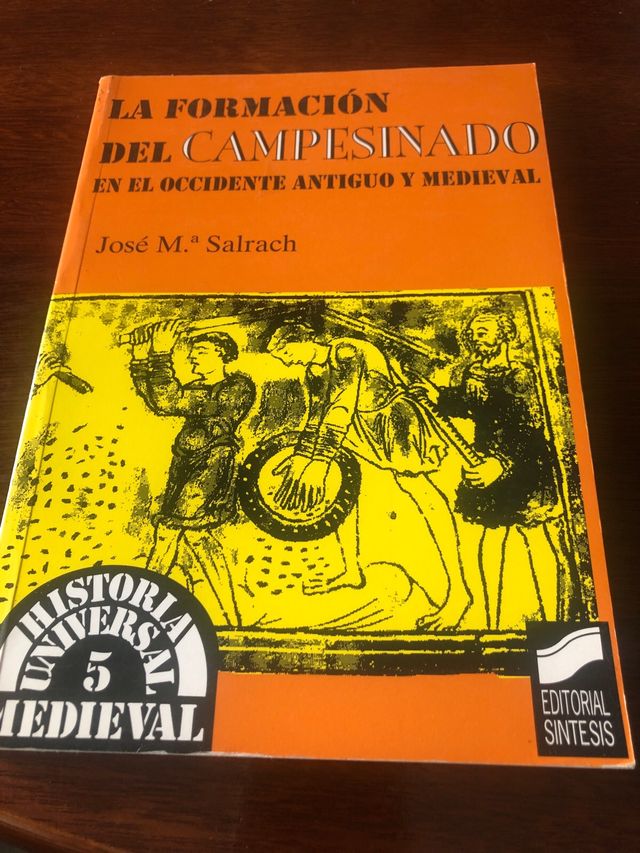 LA FORMACIÓN
DEL CAMPESINADO
EN EL OCCIDENTE ANTIGUO Y MEDIEVAL
José M.ª Salrach
HISTORIA
UNIVERSAL
5
MEDIEVAL
EDITORIAL
SINTESIS